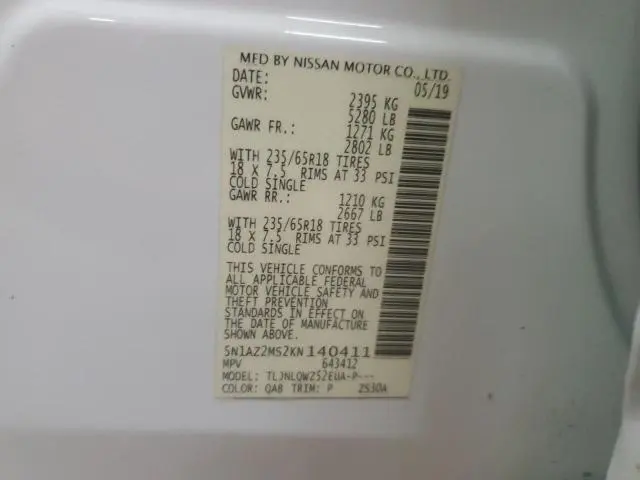 MFD BY NISSAN MOTOR CO., LTD.
DATE: 05/19
GVWR: 2395 KG
5280 LB
GAWR FR.: 1271 KG
2802 LB
WITH 235/65R18 TIRES
18 X 7.5 RIMS AT 33 PSI
COLD SINGLE
GAWR RR.: 1210 KG
2667 LB
WITH 235/65R18 TIRES
18 X 7.5 RIMS AT 33 PSI
COLD SINGLE
THIS VEHICLE CONFORMS TO
ALL APPLICABLE FEDERAL
MOTOR VEHICLE SAFETY AND
THEFT PREVENTION
STANDARDS IN EFFECT ON
THE DATE OF MANUFACTURE
SHOWN ABOVE.
5N1AZ2MS2KN140411
MPV 643412
MODEL: TLJNLQWZ52EUA-P---
COLOR: QAB TRIM: P Z530A